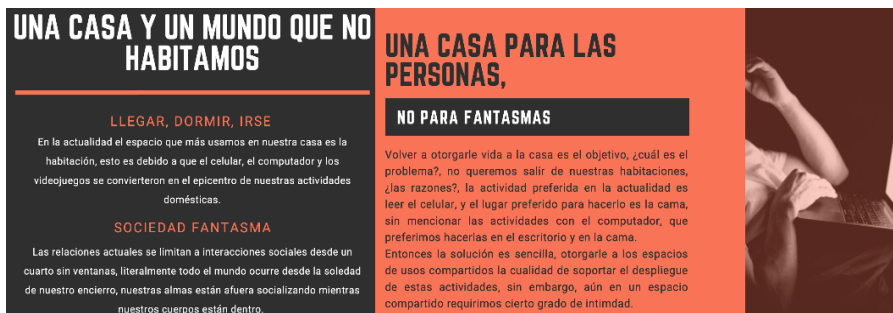 UNA CASA Y UN MUNDO QUE NO
HABITAMOS
LLEGAR, DORMIR, IRSE
En la actualidad el espacio que más usamos en nuestra casa es la
habitación, esto es debido a que el celular, el computador y los
videojuegos se convirtieron en el epicentro de nuestras actividades
domésticas.
SOCIEDAD FANTASMA
Las relaciones actuales se limitan a interacciones sociales desde un
cuarto sin ventanas, literalmente todo el mundo ocurre desde la soledad
de nuestro encierro, nuestras almas están afuera socializando mientras
nuestros cuerpos están dentro.
UNA CASA PARA LAS
PERSONAS,
NO PARA FANTASMAS
Volver a otorgarle vida a la casa es el objetivo, ¿cuál es el
problema?, no queremos salir de nuestras habitaciones,
¿las razones?, la actividad preferida en la actualidad es
leer el celular, y el lugar preferido para hacerlo es la cama,
sin mencionar las actividades con el computador, que
preferimos hacerlas en el escritorio y en la cama.
Entonces la solución es sencilla, otorgarle a los espacios
de usos compartidos la cualidad de soportar el despliegue
de estas actividades, sin embargo, aún en un espacio
compartido requirimos cierto grado de intimdad.